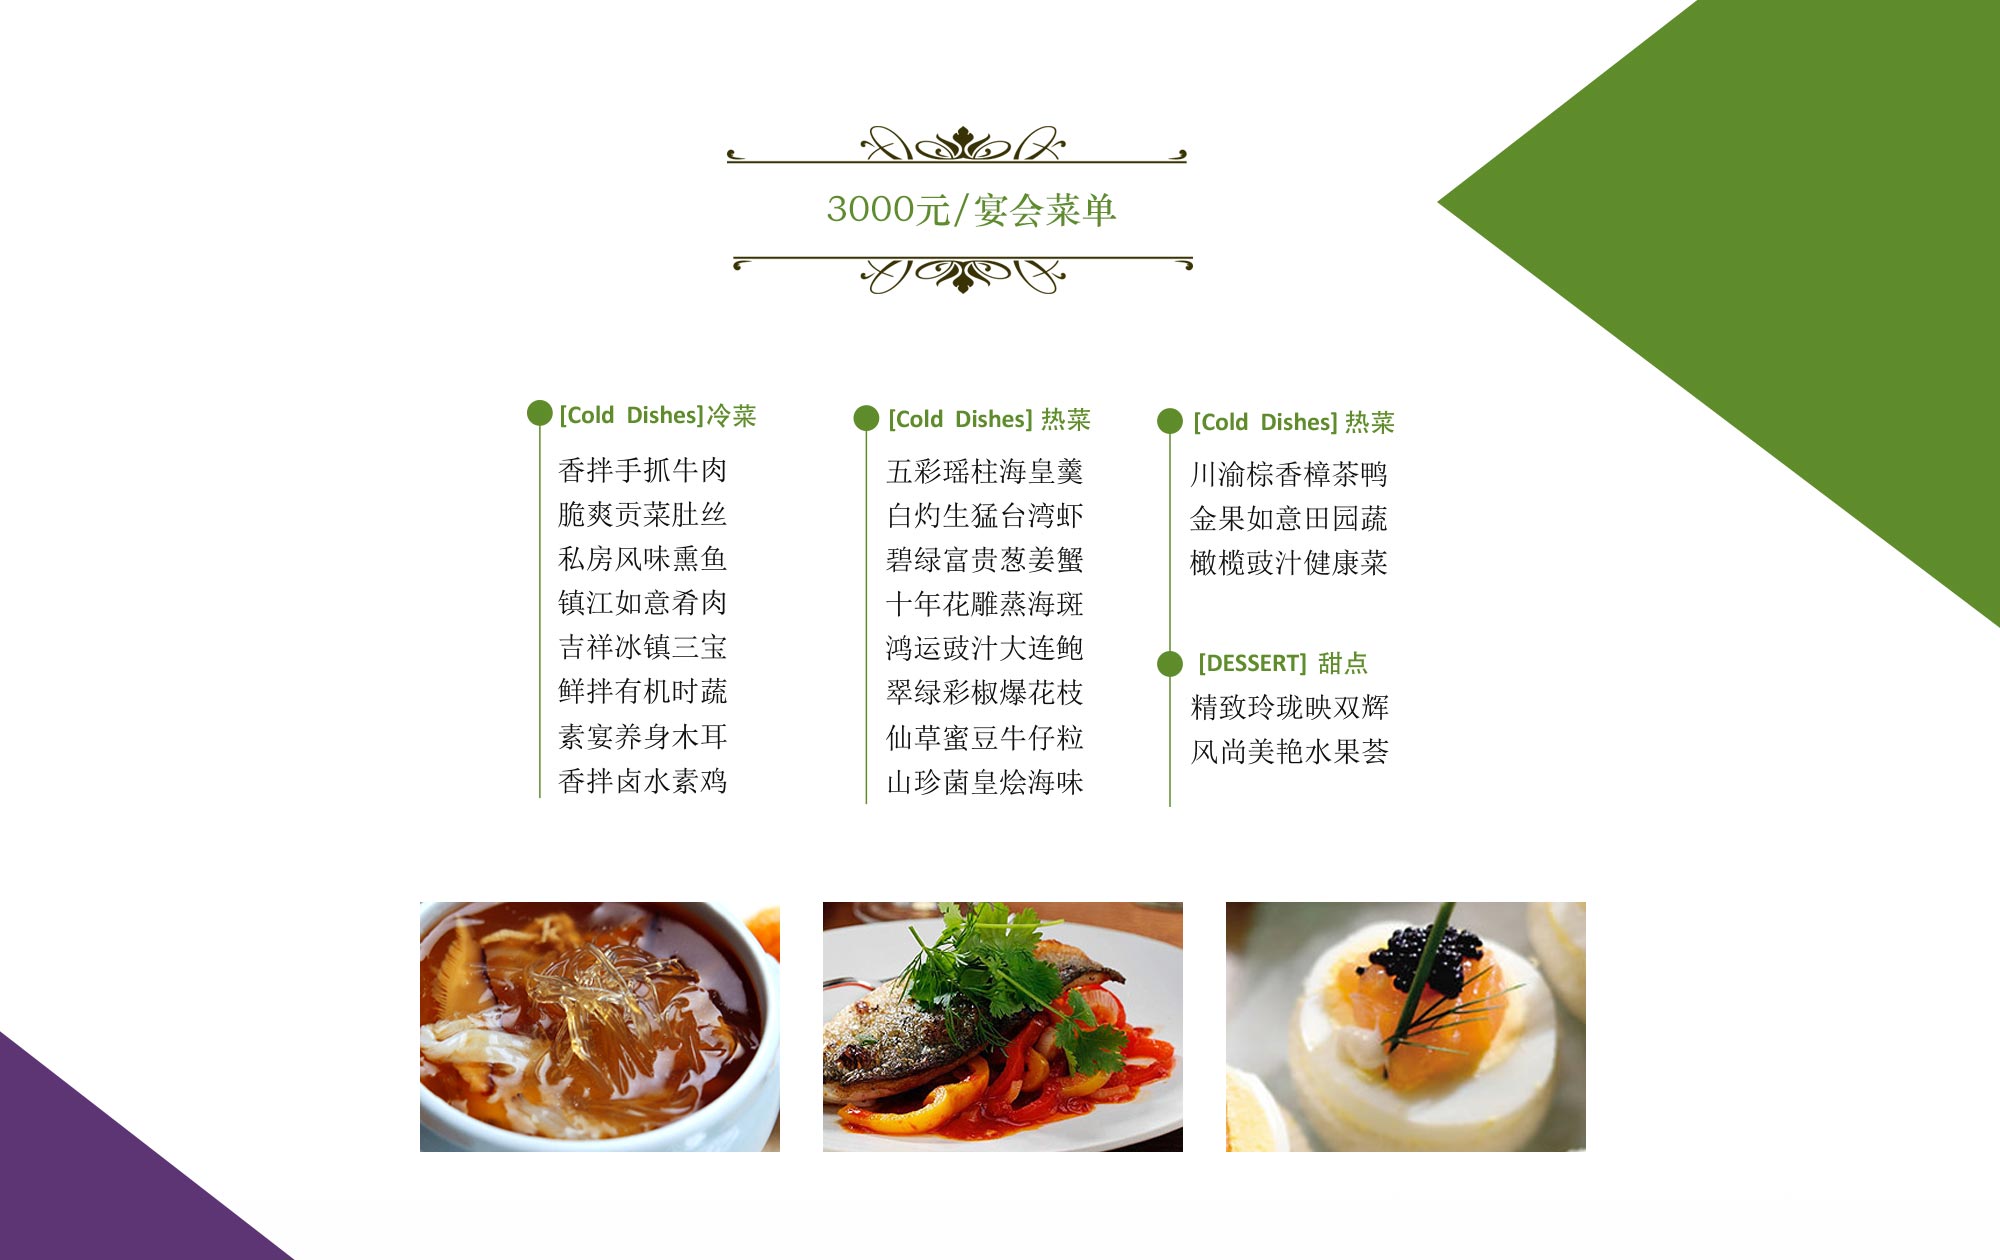 3000元/宴会菜单
[Cold Dishes]冷菜
香拌手抓牛肉
脆爽贡菜肚丝
私房风味熏鱼
镇江如意肴肉
吉祥冰镇三宝
鲜拌有机时蔬
素宴养身木耳
香拌卤水素鸡
[Cold Dishes] 热菜
五彩瑶柱海皇羹
白灼生猛台湾虾
碧绿富贵葱姜蟹
十年花雕蒸海斑
鸿运豉汁大连鲍
翠绿彩椒爆花枝
仙草蜜豆牛仔粒
山珍菌皇烩海味
[Cold Dishes] 热菜
川渝棕香樟茶鸭
金果如意田园蔬
橄榄豉汁健康菜
[DESSERT] 甜点
精致玲珑映双辉
风尚美艳水果荟